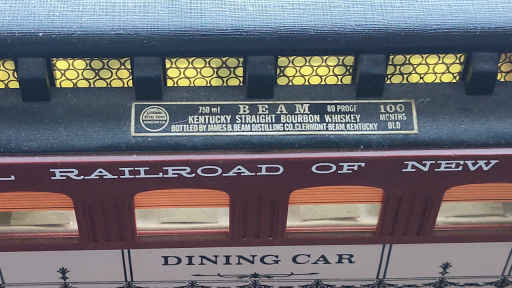 750 ml BEAM 80 PROOF 100
KENTUCKY STRAIGHT BOURBON WHISKEY MONTHS
BOTTLED BY JAMES B. BEAM DISTILLING CO, CLERMONT-BEAM, KENTUCKY OLD
L RAILROAD OF NEW
DINING CAR